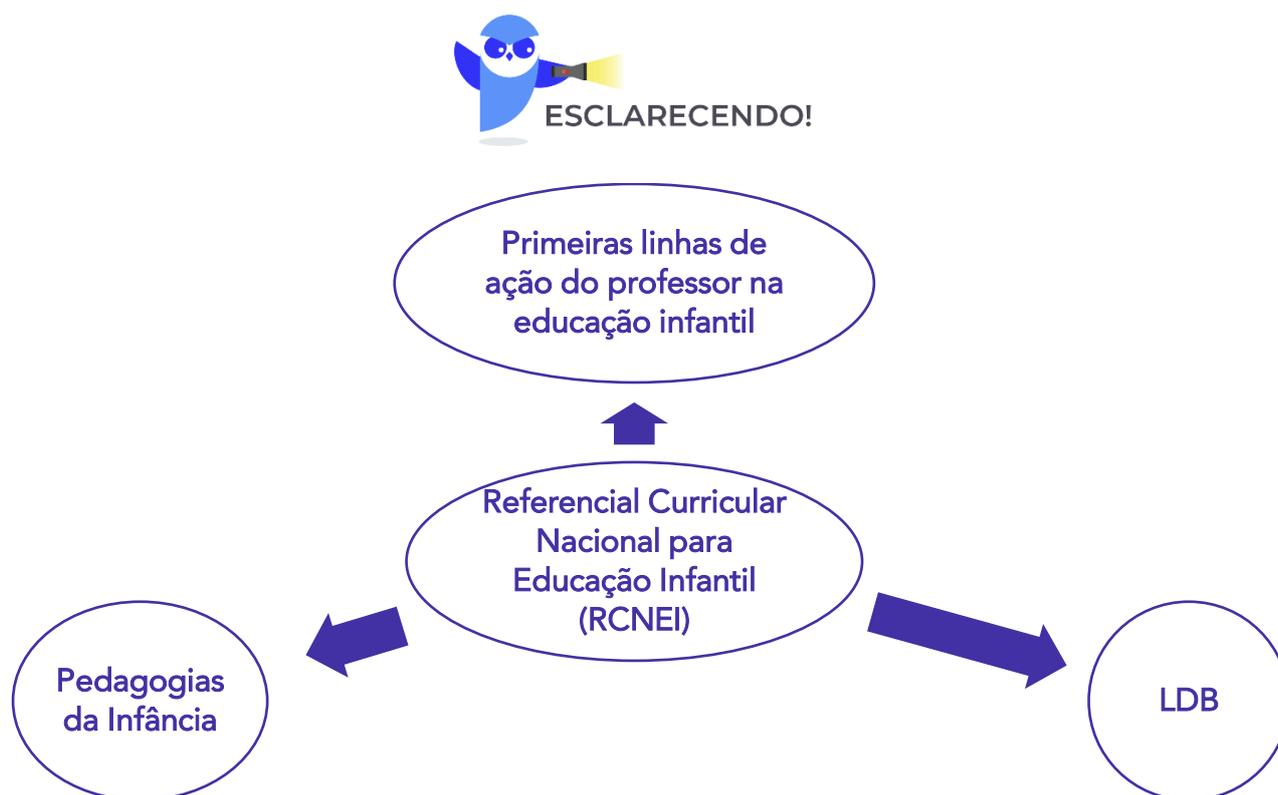 ESCLARECENDO!
Primeiras linhas de
ação do professor na
educação infantil
Referencial Curricular
Nacional para
Educação Infantil
(RCNEI)
Pedagogias
da Infância
LDB